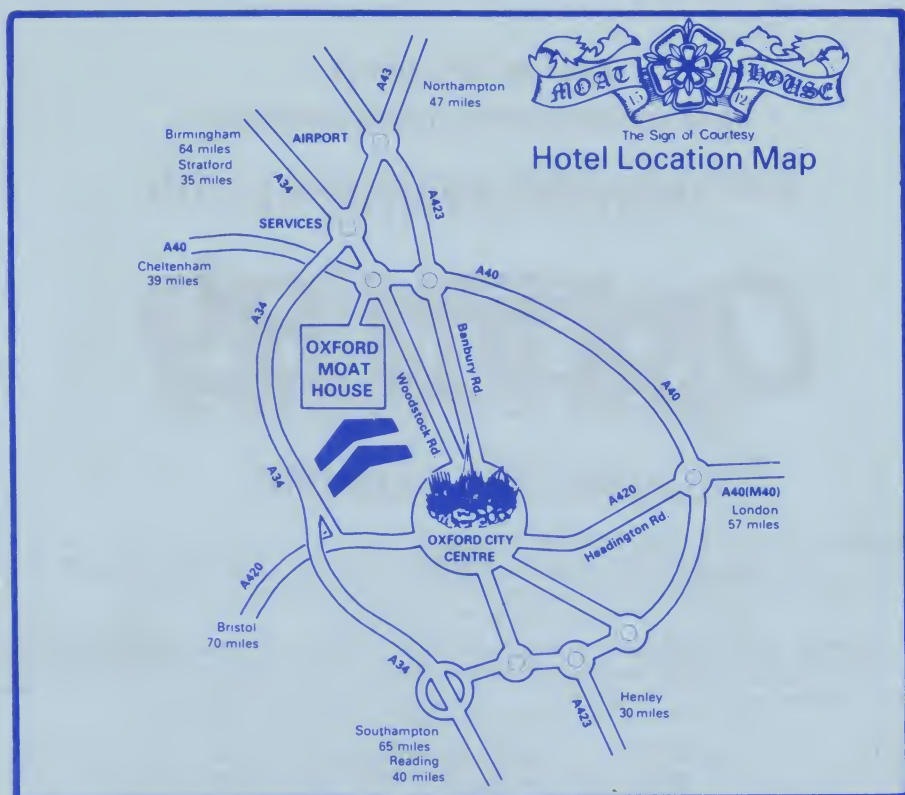 MOAT HOUSE
15 12
The Sign of Courtesy
Hotel Location Map
A43
Northampton
47 miles
AIRPORT
Birmingham
64 miles
Stratford
35 miles
A34
A423
SERVICES
A40
Cheltenham
39 miles
A40
A34
OXFORD
MOAT
HOUSE
Woodstock Rd.
Banbury Rd.
A40
A34
A420
Headington Rd.
A40(M40)
London
57 miles
OXFORD CITY
CENTRE
A420
Bristol
70 miles
A34
A423
Henley
30 miles
Southampton
65 miles
Reading
40 miles